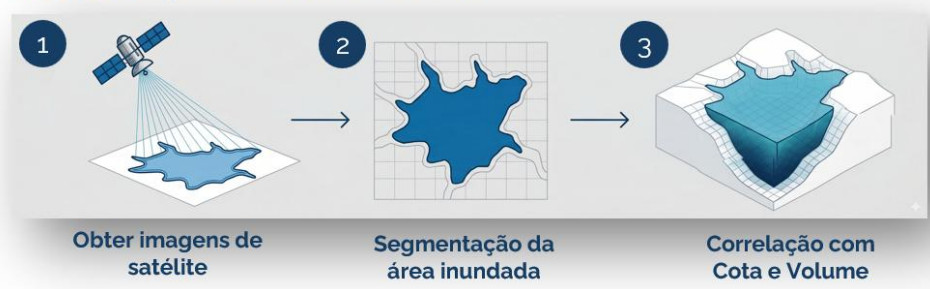 1
2
3
Obter imagens de
satélite
Segmentação da
área inundada
Correlação com
Cota e Volume